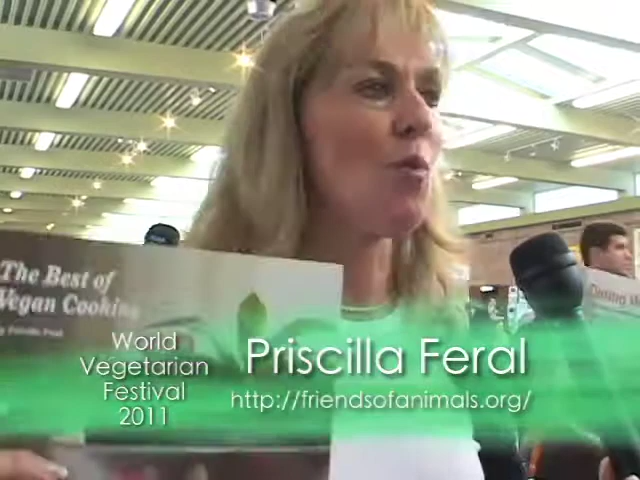 The Best of
Vegan Cooking
World
Vegetarian
Festival
2011
Priscilla Feral
http://friendsofanimals.org/